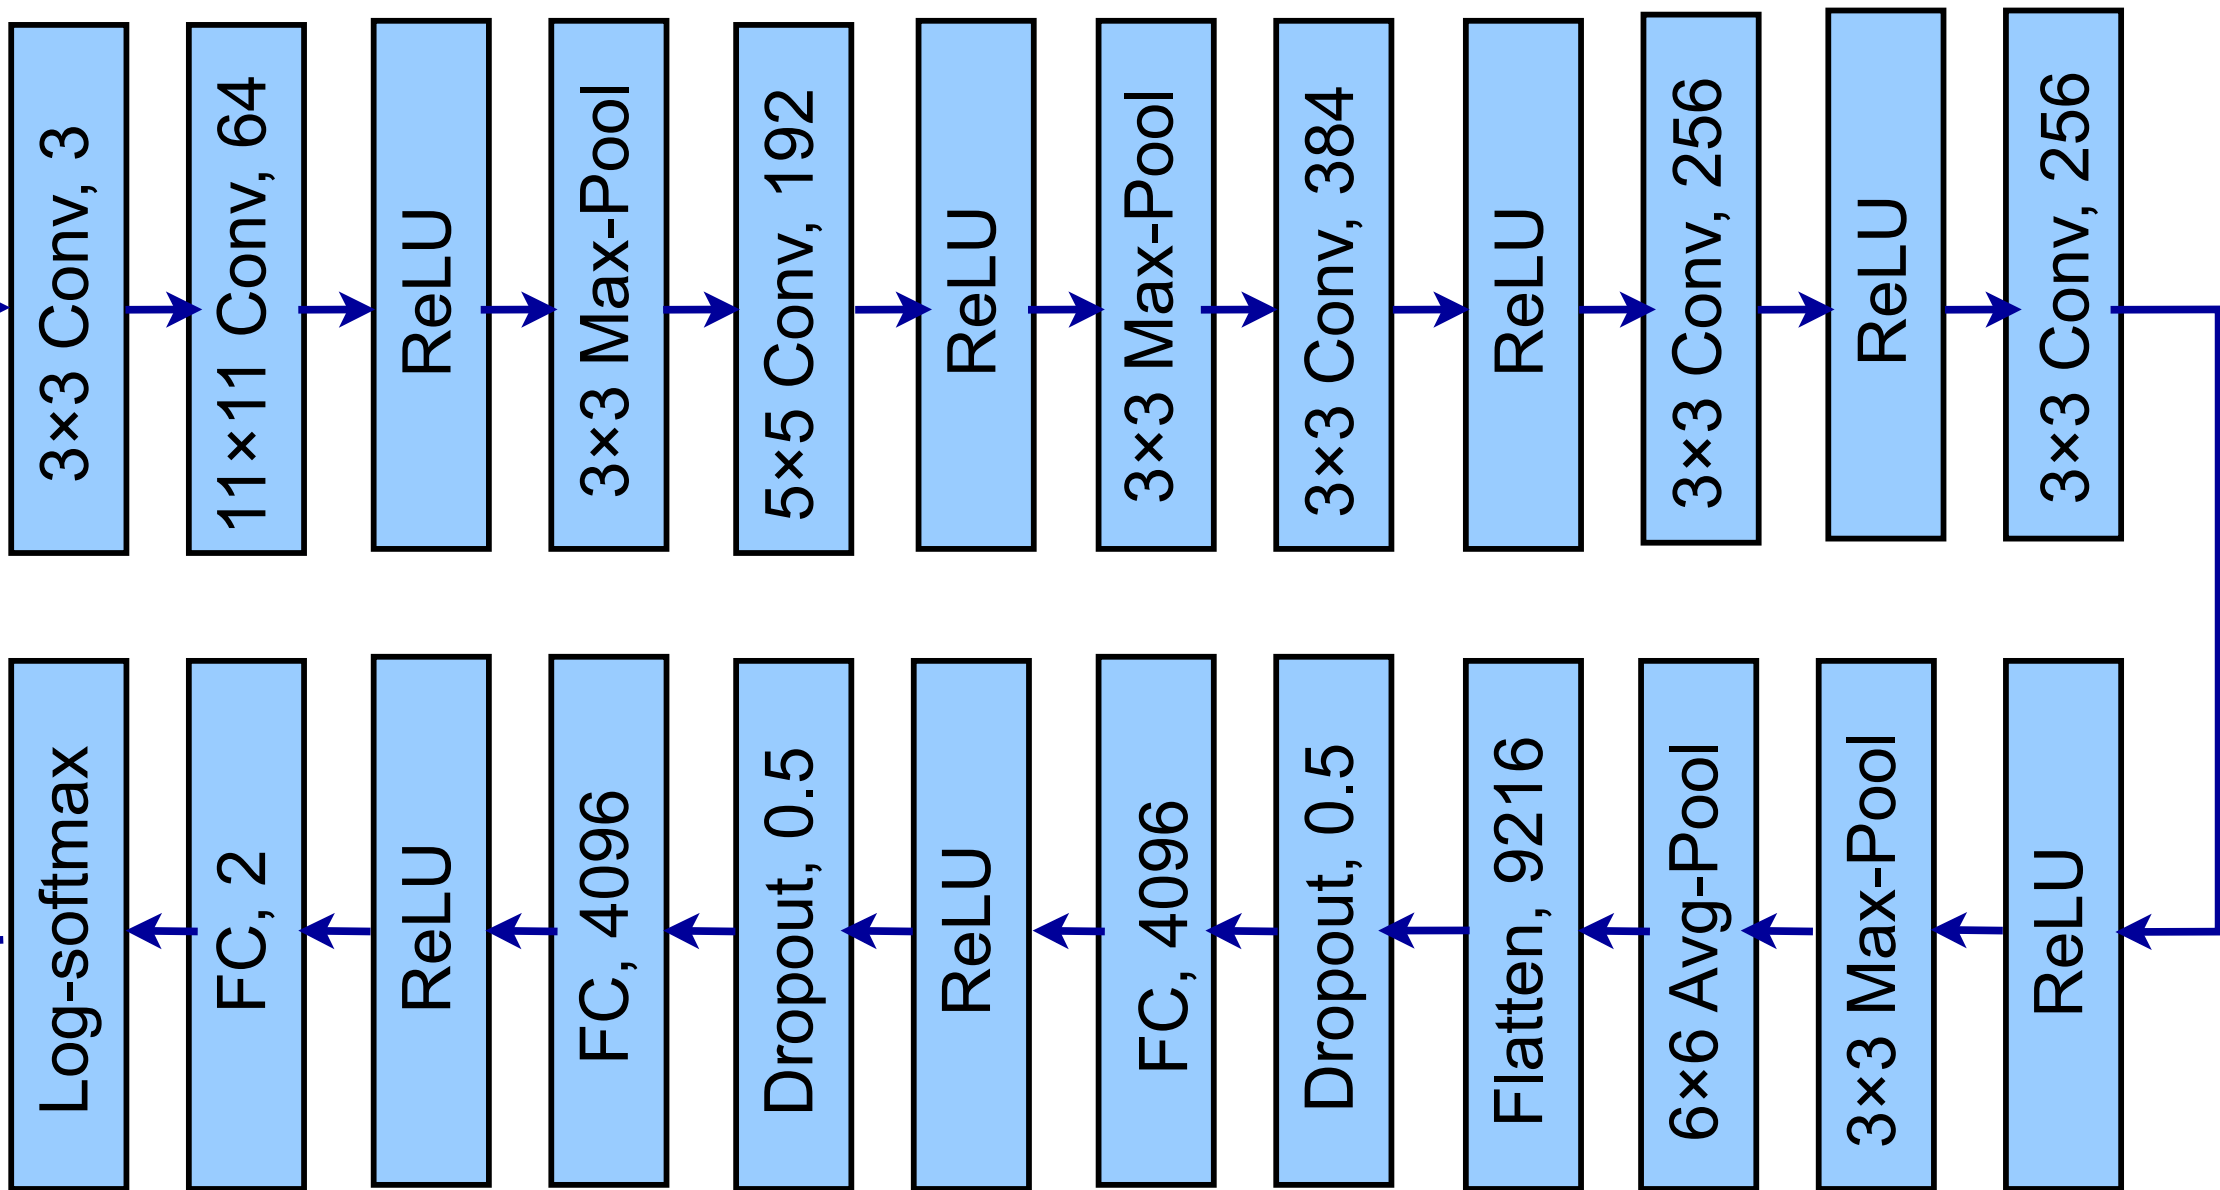 3×3 Conv, 3
11×11 Conv, 64
ReLU
3×3 Max-Pool
5×5 Conv, 192
ReLU
3×3 Max-Pool
3×3 Conv, 384
ReLU
3×3 Conv, 256
ReLU
3×3 Conv, 256
ReLU
3×3 Max-Pool
6×6 Avg-Pool
Flatten, 9216
Dropout, 0.5
FC, 4096
ReLU
Dropout, 0.5
FC, 4096
ReLU
FC, 2
Log-softmax